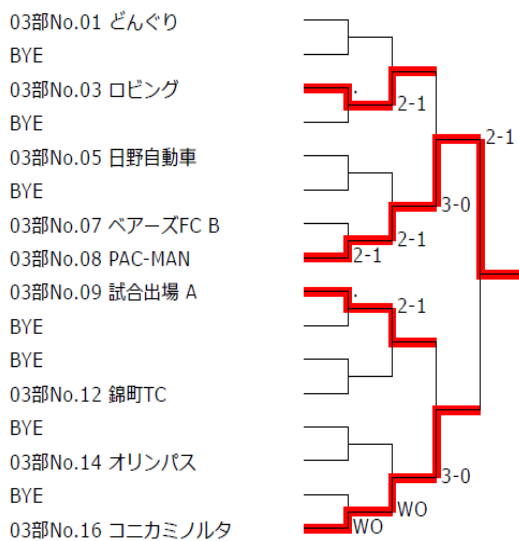 03部No.01 どんぐり
BYE
03部No.03 ロビング
.
2-1
BYE
2-1
03部No.05 日野自動車
BYE
3-0
03部No.07 ベアーズFC B
2-1
03部No.08 PAC-MAN
2-1
03部No.09 試合出場 A
.
2-1
BYE
BYE
03部No.12 錦町TC
BYE
03部No.14 オリンパス
3-0
BYE
WO
03部No.16 コニカミノルタ
WO